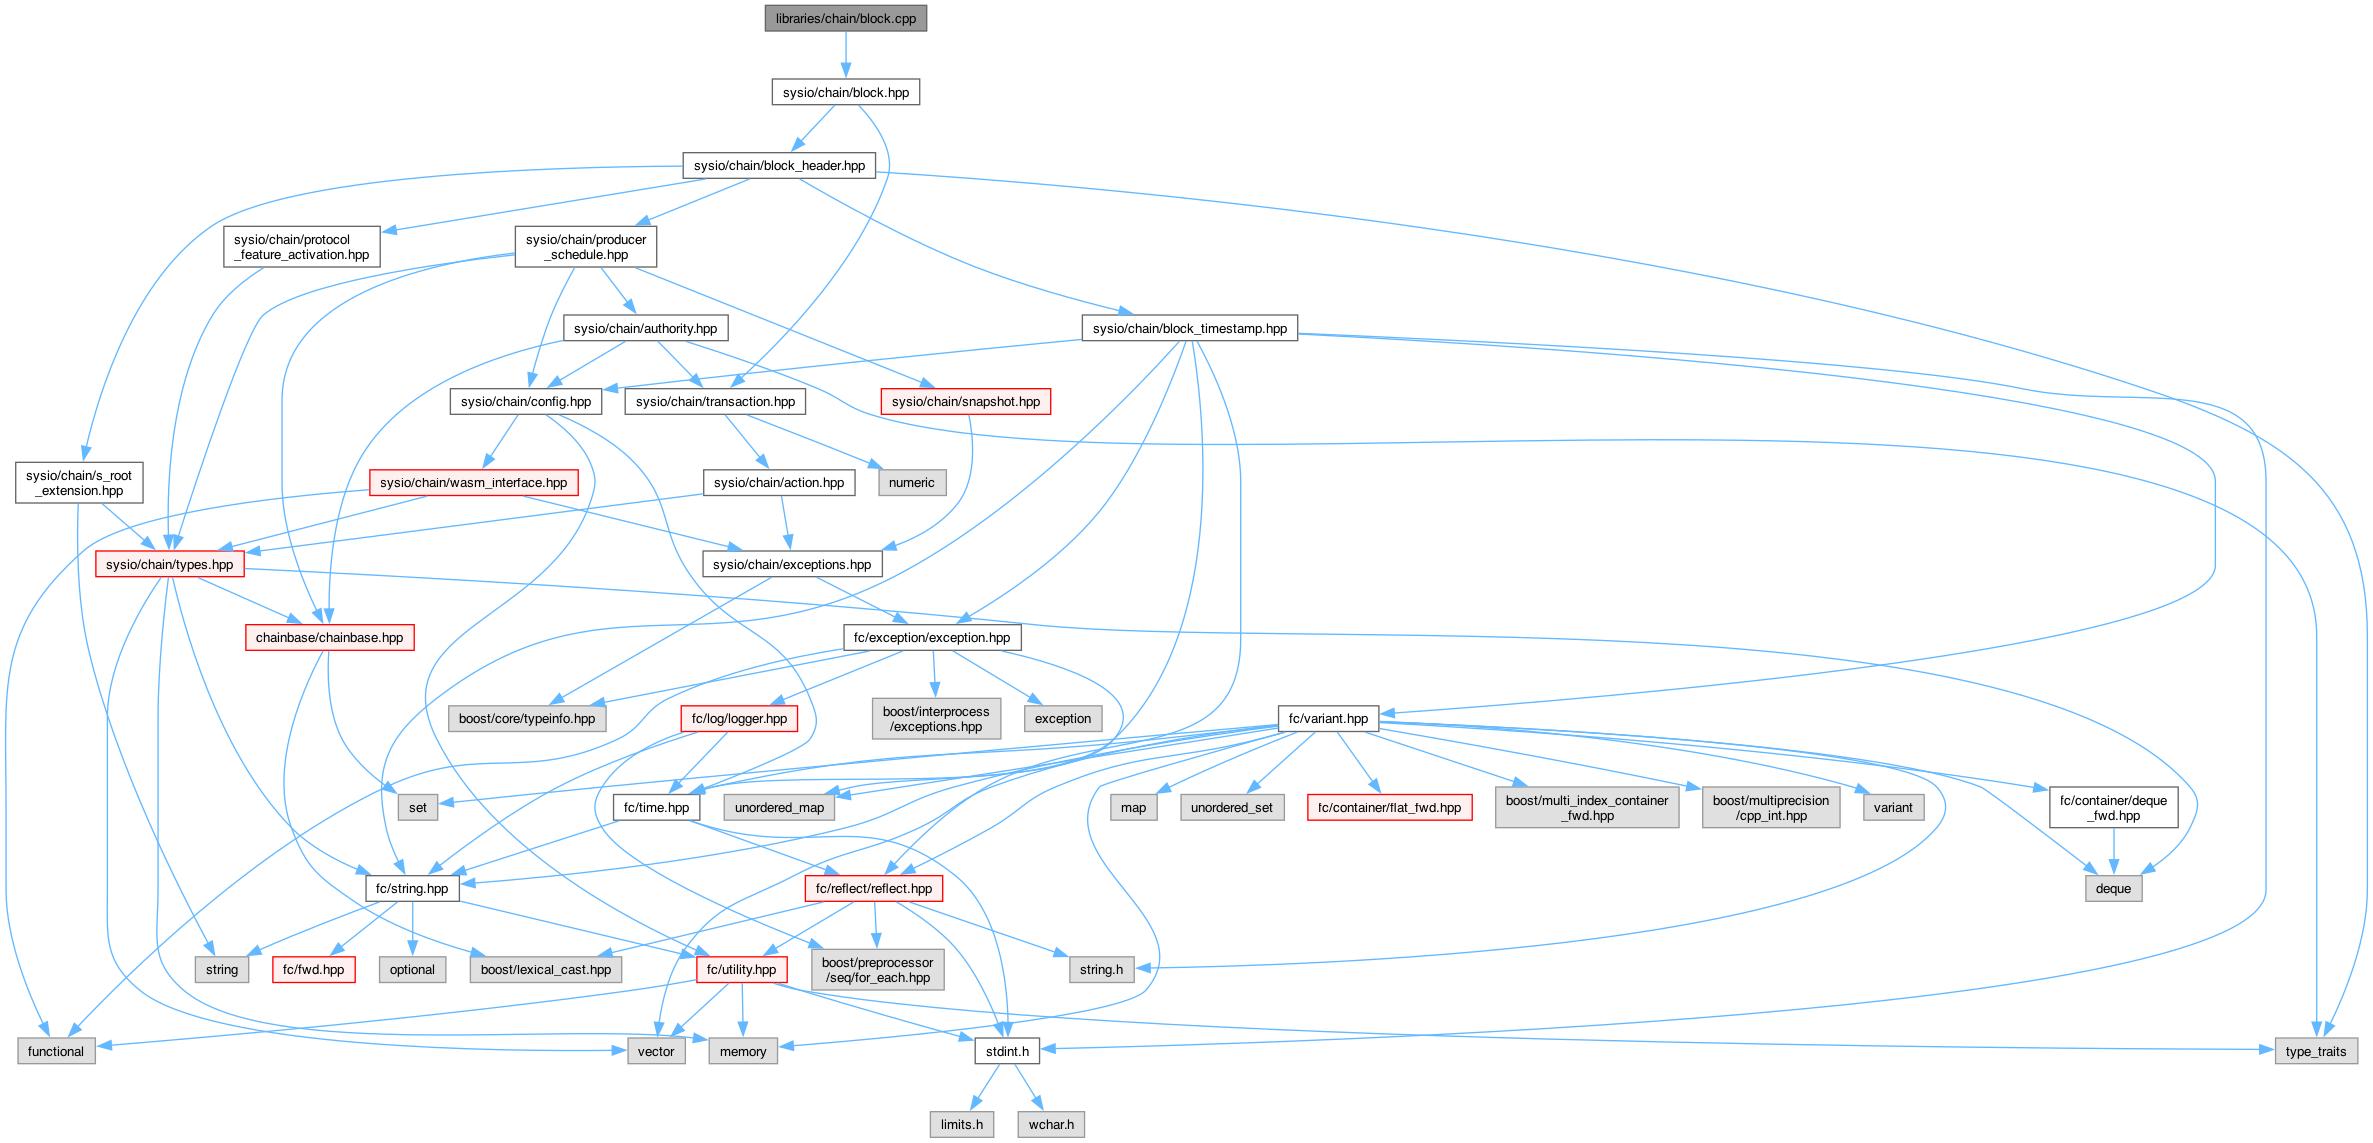 libraries/chain/block.cpp
sysio/chain/block.hpp
sysio/chain/block_header.hpp
sysio/chain/protocol
_feature_activation.hpp
sysio/chain/producer
_schedule.hpp
sysio/chain/authority.hpp
sysio/chain/block_timestamp.hpp
sysio/chain/config.hpp
sysio/chain/transaction.hpp
sysio/chain/snapshot.hpp
sysio/chain/s_root
_extension.hpp
sysio/chain/wasm_interface.hpp
sysio/chain/action.hpp
numeric
sysio/chain/types.hpp
sysio/chain/exceptions.hpp
chainbase/chainbase.hpp
fc/exception/exception.hpp
boost/core/typeinfo.hpp
fc/log/logger.hpp
boost/interprocess
/exceptions.hpp
exception
fc/variant.hpp
set
fc/time.hpp
unordered_map
map
unordered_set
fc/container/flat_fwd.hpp
boost/multi_index_container
_fwd.hpp
boost/multiprecision
/cpp_int.hpp
variant
fc/container/deque
_fwd.hpp
fc/string.hpp
fc/reflect/reflect.hpp
deque
string
fc/fwd.hpp
optional
boost/lexical_cast.hpp
fc/utility.hpp
boost/preprocessor
/seq/for_each.hpp
string.h
functional
vector
memory
stdint.h
type_traits
limits.h
wchar.h